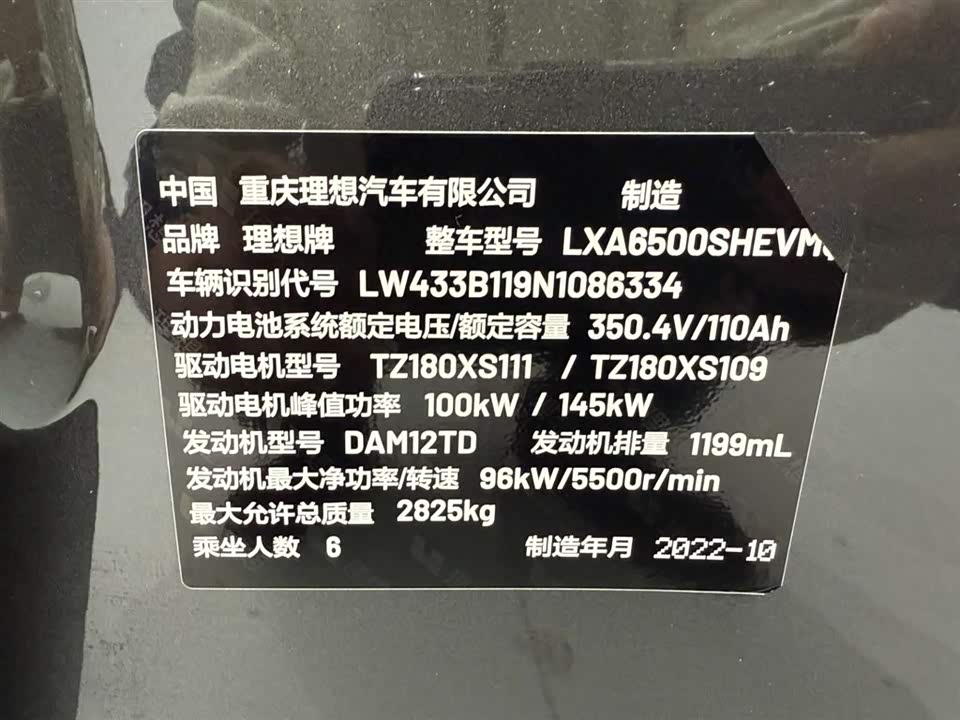 中国 重庆理想汽车有限公司 制造
品牌 理想牌 整车型号 LXA6500SHEVM
车辆识别代号 LW433B119N1086334
动力电池系统额定电压/额定容量 350.4V/110Ah
驱动电机型号 TZ180XS111 / TZ180XS109
驱动电机峰值功率 100kW / 145kW
发动机型号 DAM12TD 发动机排量 1199mL
发动机最大净功率/转速 96kW/5500r/min
最大允许总质量 2825kg
乘坐人数 6 制造年月 2022-10